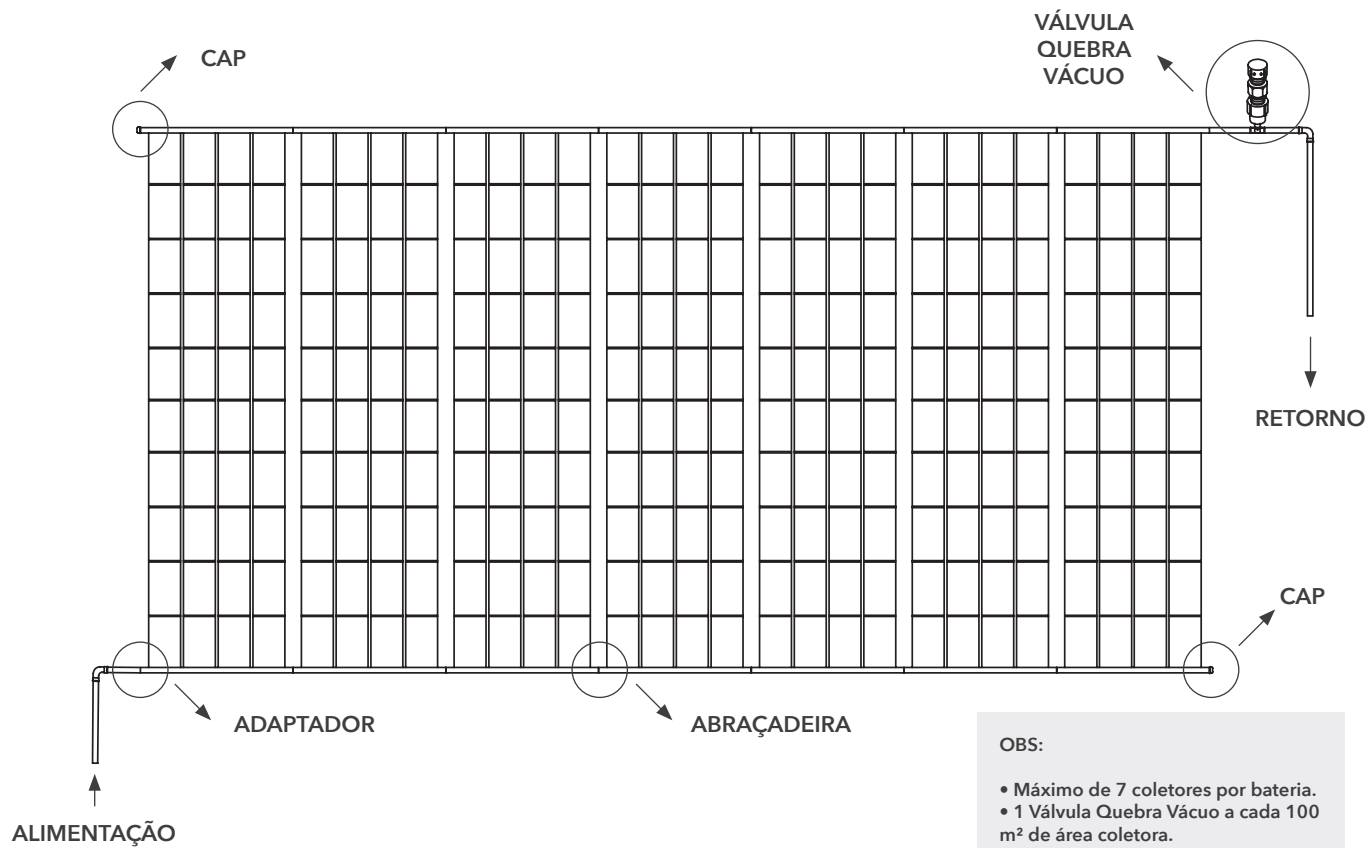 VÁLVULA
QUEBRA
VÁCUO
CAP
RETORNO
CAP
ADAPTADOR
ABRAÇADEIRA
ALIMENTAÇÃO
OBS:
• Máximo de 7 coletores por bateria.
• 1 Válvula Quebra Vácuo a cada 100
m² de área coletora.